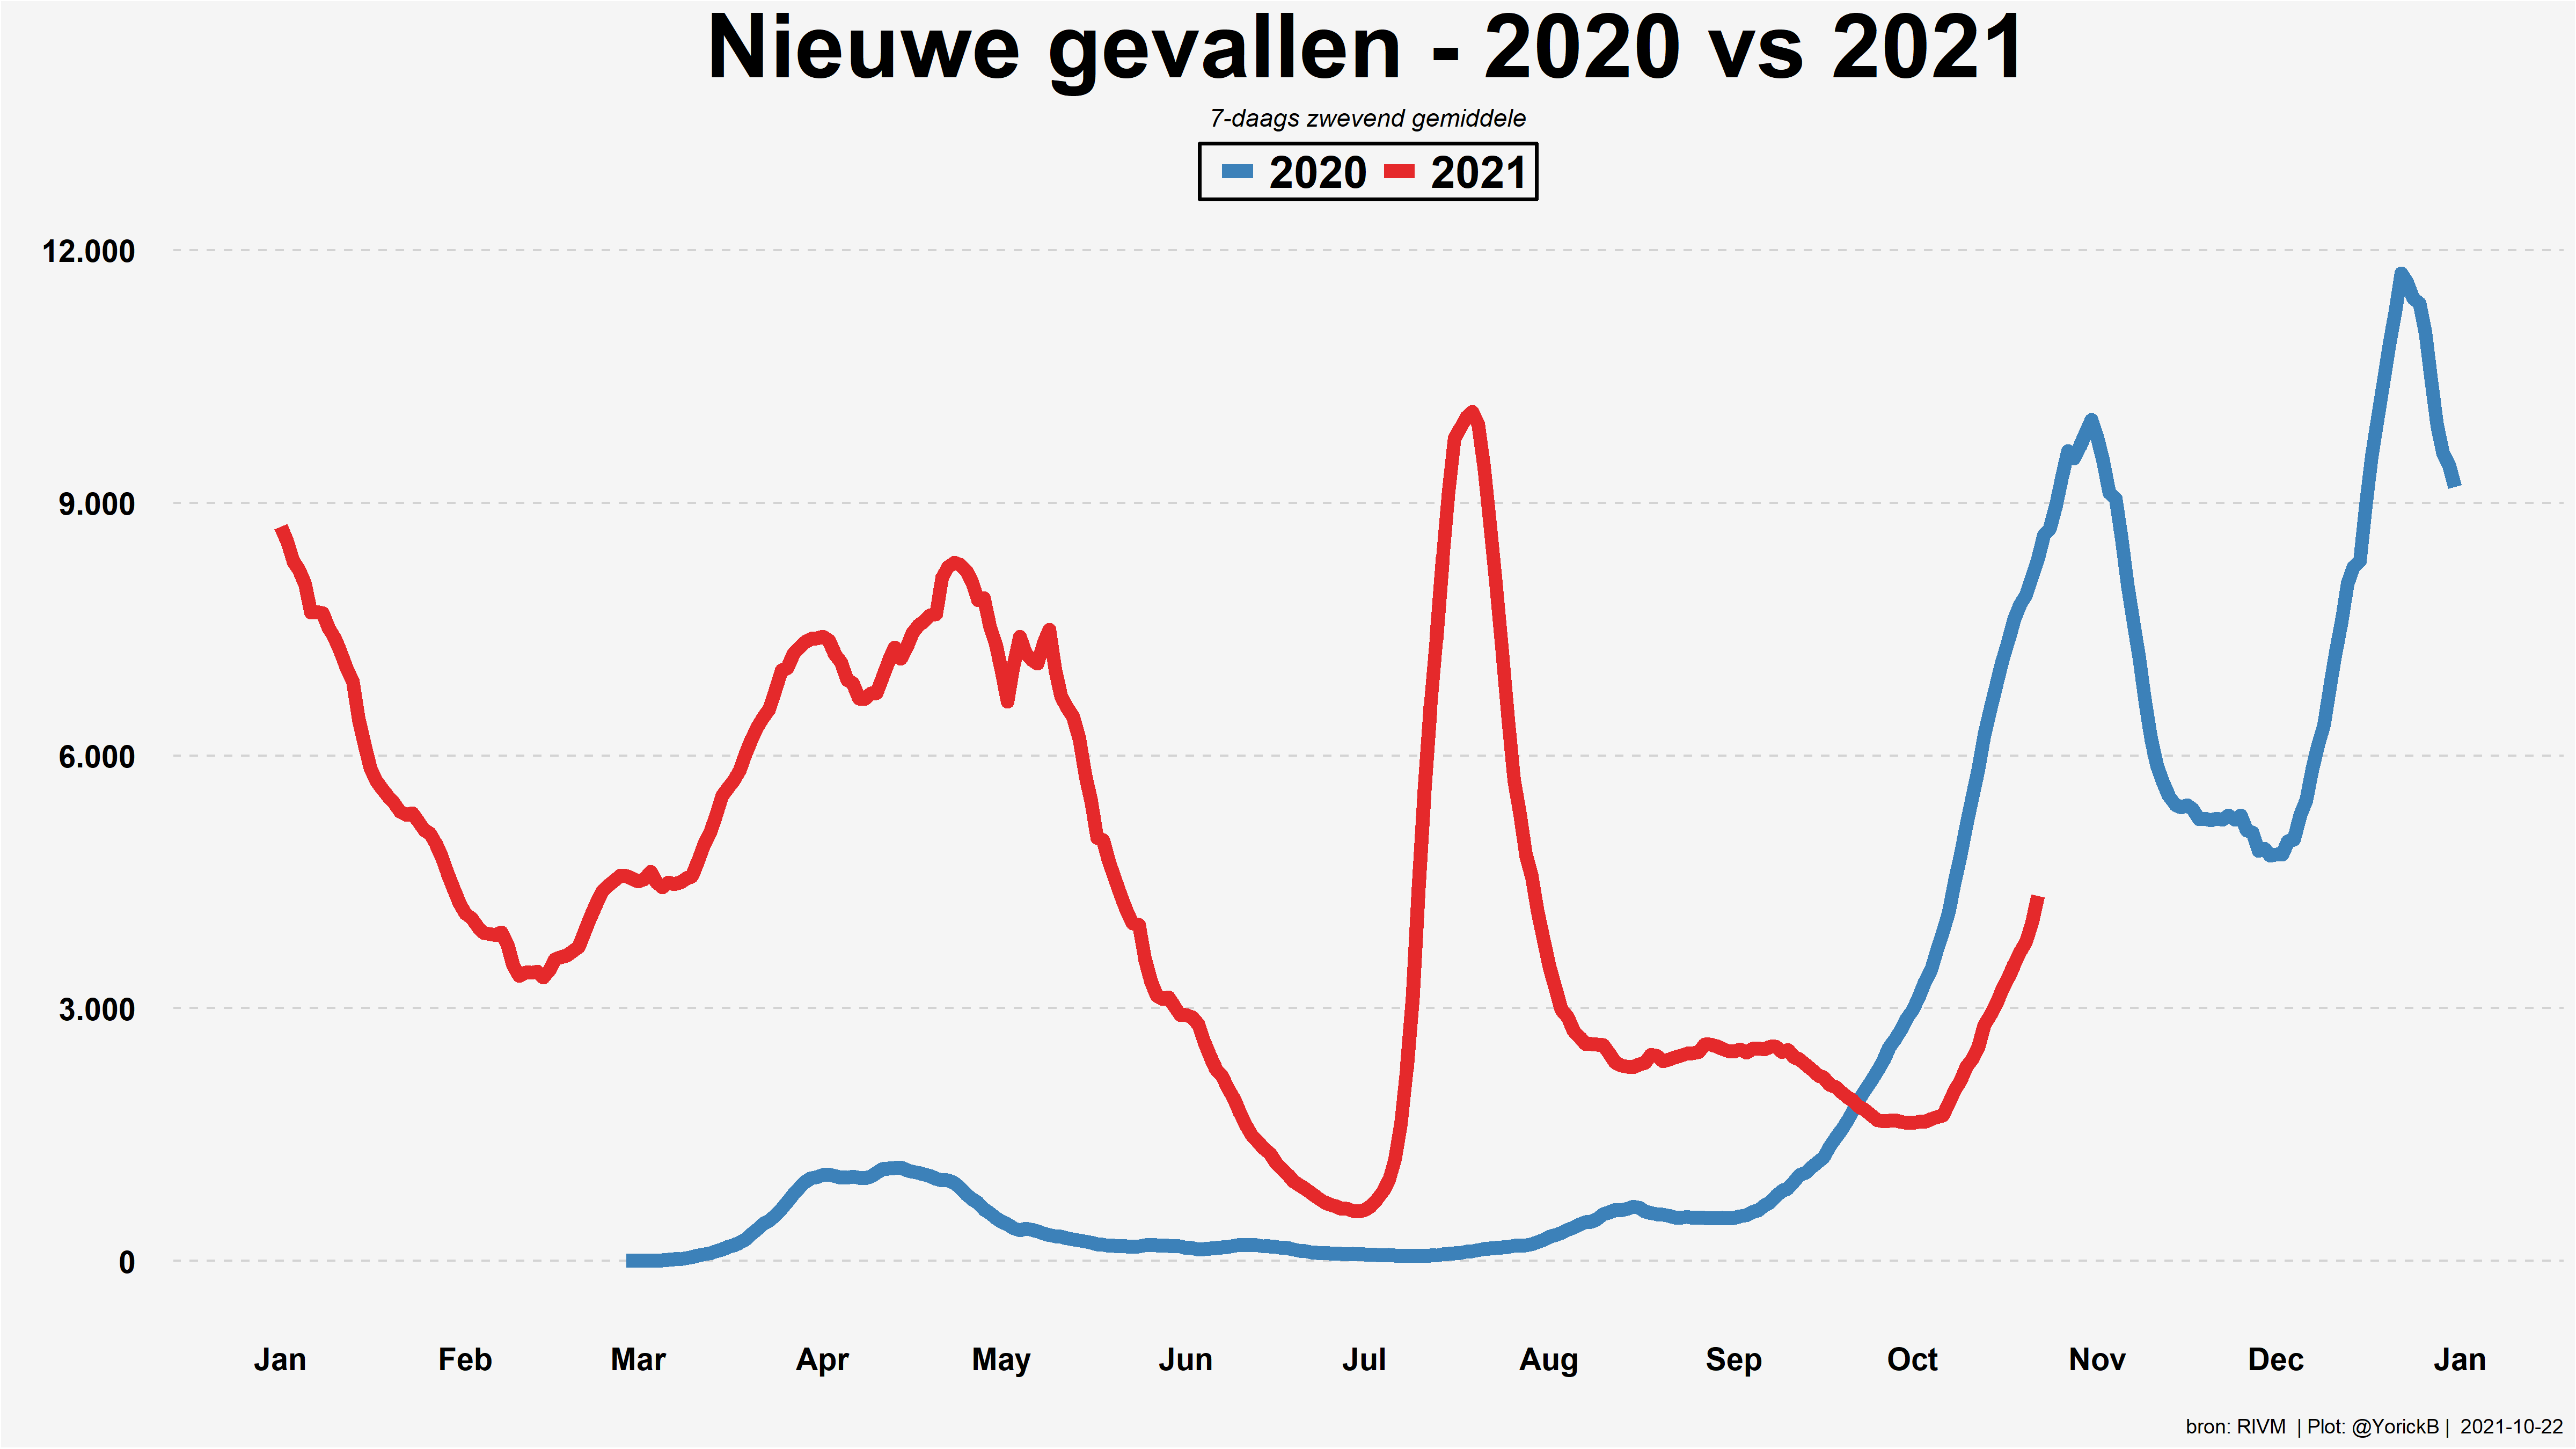 Nieuwe gevallen - 2020 vs 2021
7-daags zwevend gemiddele
2020 2021
12.000
9.000
6.000
3.000
0
Jan Feb Mar Apr May Jun Jul Aug Sep Oct Nov Dec Jan
bron: RIVM | Plot: @YorickB | 2021-10-22